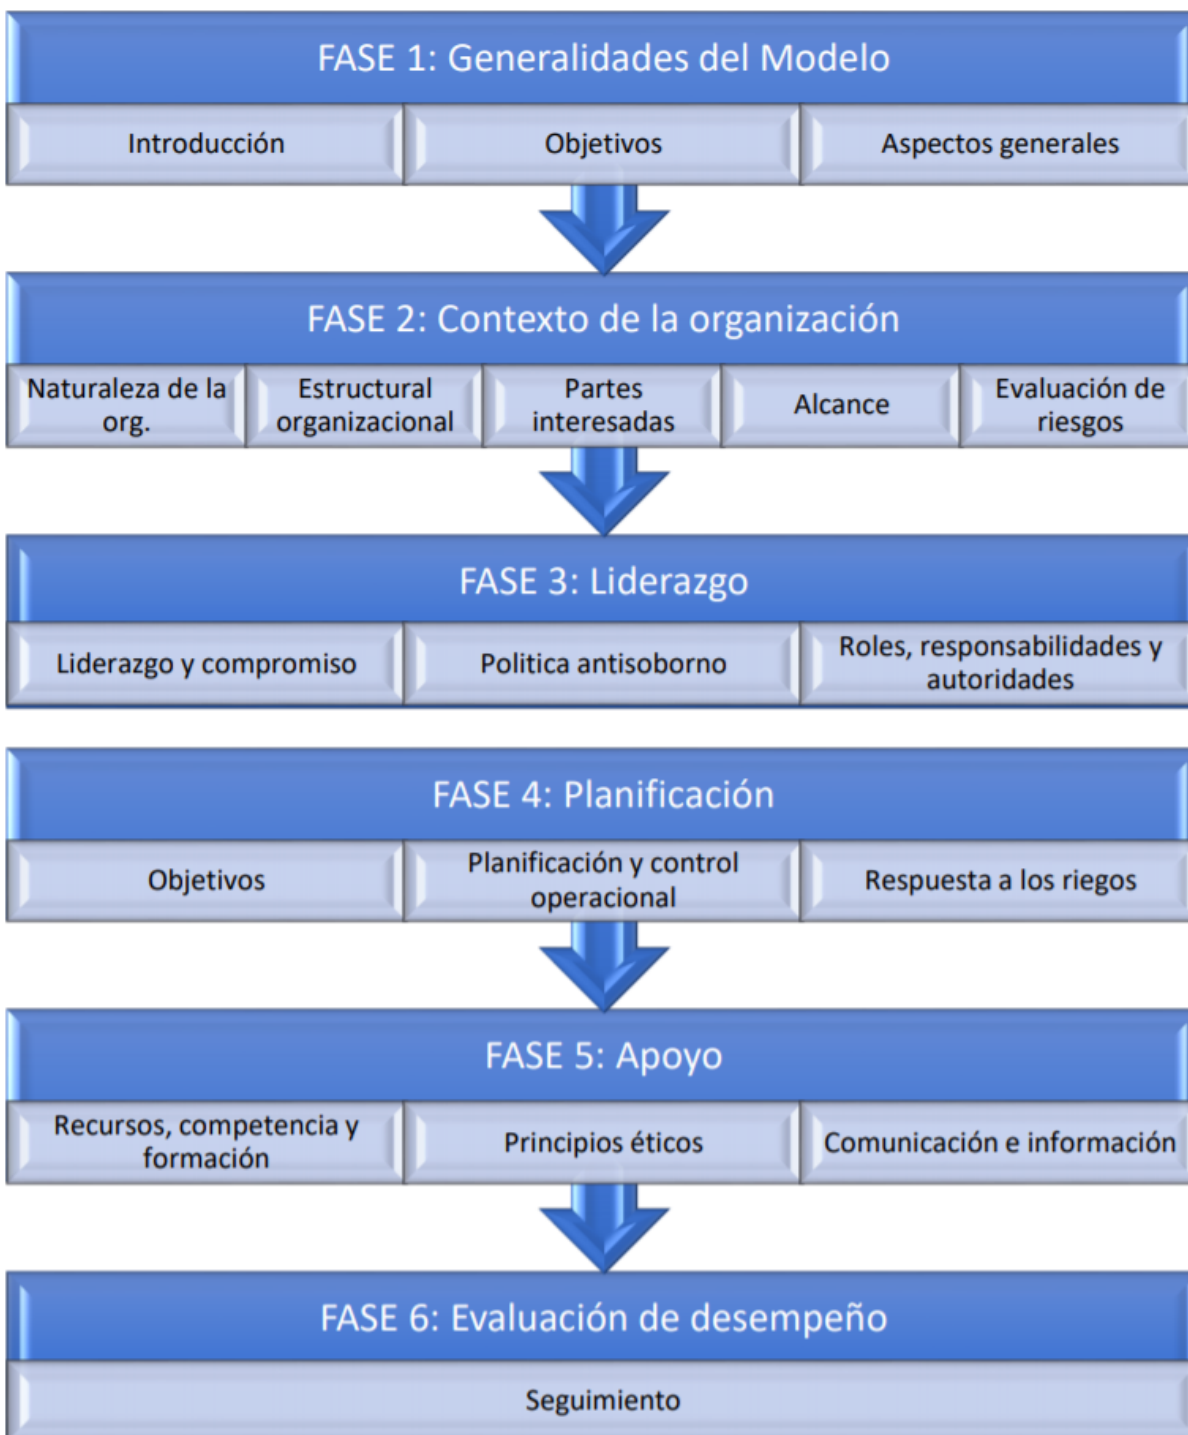 FASE 1: Generalidades del Modelo
Introducción
Objetivos
Aspectos generales
FASE 2: Contexto de la organización
Naturaleza de la
org.
Estructural
organizacional
Partes
interesadas
Alcance
Evaluación de
riesgos
FASE 3: Liderazgo
Liderazgo y compromiso
Politica antisoborno
Roles, responsabilidades y
autoridades
FASE 4: Planificación
Objetivos
Planificación y control
operacional
Respuesta a los riegos
FASE 5: Apoyo
Recursos, competencia y
formación
Principios éticos
Comunicación e información
FASE 6: Evaluación de desempeño
Seguimiento